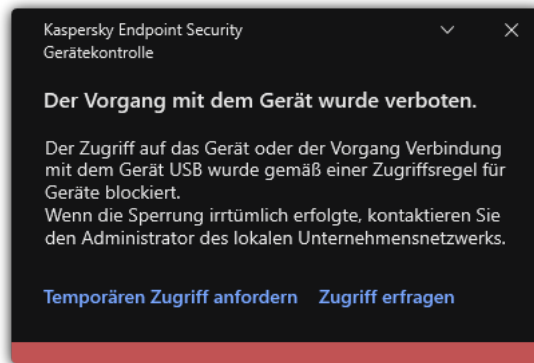 Kaspersky Endpoint Security
Gerätekontrolle
Der Vorgang mit dem Gerät wurde verboten.
Der Zugriff auf das Gerät oder der Vorgang Verbindung
mit dem Gerät USB wurde gemäß einer Zugriffsregel für
Geräte blockiert.
Wenn die Sperrung irrtümlich erfolgte, kontaktieren Sie
den Administrator des lokalen Unternehmensnetzwerks.
Temporären Zugriff anfordern Zugriff erfragen